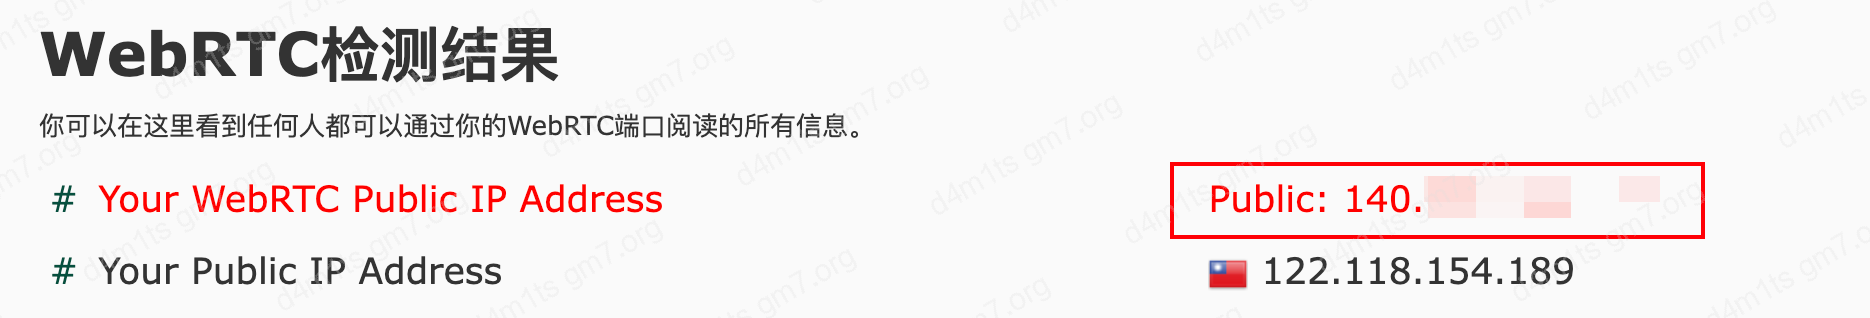 WebRTC检测结果
你可以在这里看到任何人都可以通过你的WebRTC端口阅读的所有信息。
# Your WebRTC Public IP Address Public: 140.
# Your Public IP Address 122.118.154.189
d4m1ts gm7.org